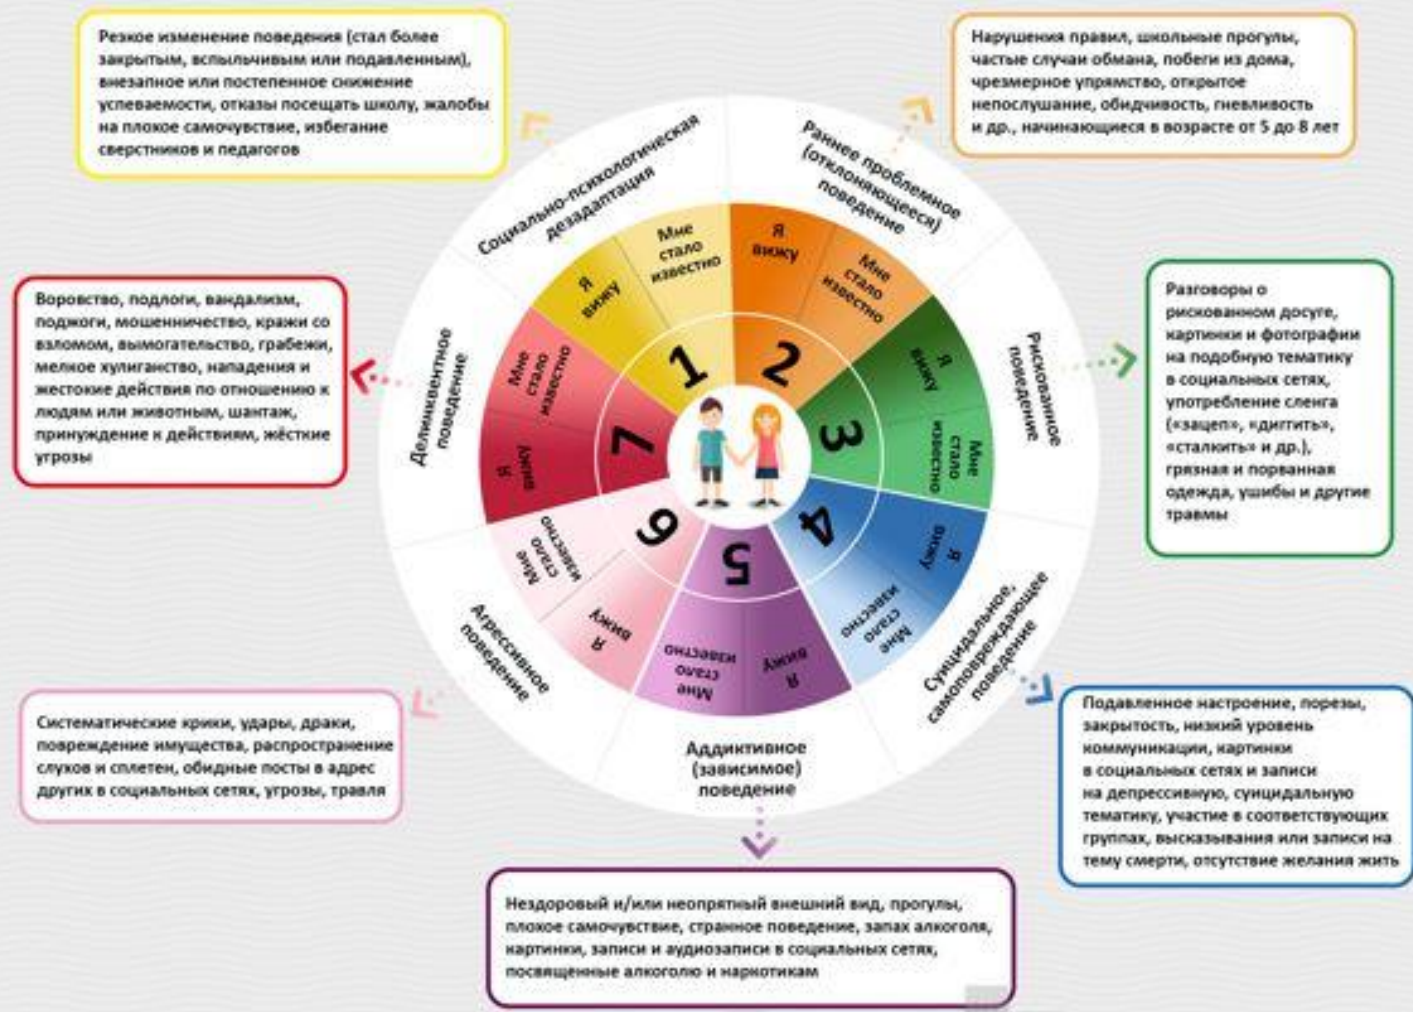 Резкое изменение поведения (стал более
закрытым, вспыльчивым или подавленным),
внезапное или постепенное снижение
успеваемости, отказы посещать школу, жалобы
на плохое самочувствие, избегание
сверстников и педагогов
Нарушения правил, школьные прогулы,
частые случаи обмана, побеги из дома,
чрезмерное упрямство, открытое
непослушание, обидчивость, гневливость
и др., начинающиеся в возрасте от 5 до 8 лет
Социально-психологическая
дезадаптация
Я
вижу
Мне
стало
известно
1
Раннее проблемное
(отклоняющееся)
поведение
Я
вижу
Мне
стало
известно
2
Рискованное
поведение
Я
вижу
Мне
стало
известно
3
Разговоры о
рискованном досуге,
картинки и фотографии
на подобную тематику
в социальных сетях,
употребление сленга
(«зацеп», «диггить»,
«сталкить» и др.),
грязная и порванная
одежда, ушибы и другие
травмы
Суицидальное,
самоповреждающее
поведение
Я
вижу
Мне
стало
известно
4
Подавленное настроение, порезы,
закрытость, низкий уровень
коммуникации, картинки
в социальных сетях и записи
на депрессивную, суицидальную
тематику, участие в соответствующих
группах, высказывания или записи на
тему смерти, отсутствие желания жить
5
Я
вижу
Мне
стало
известно
Аддиктивное
(зависимое)
поведение
Нездоровый и/или неопрятный внешний вид, прогулы,
плохое самочувствие, странное поведение, запах алкоголя,
картинки, записи и аудиозаписи в социальных сетях,
посвященные алкоголю и наркотикам
6
Я
вижу
Мне
стало
известно
Агрессивное
поведение
Систематические крики, удары, драки,
повреждение имущества, распространение
слухов и сплетен, обидные посты в адрес
других в социальных сетях, угрозы, травля
7
Я
вижу
Мне
стало
известно
Делинквентное
поведение
Воровство, подлоги, вандализм,
поджоги, мошенничество, кражи со
взломом, вымогательство, грабежи,
мелкое хулиганство, нападения и
жестокие действия по отношению к
людям или животным, шантаж,
принуждение к действиям, жёсткие
угрозы